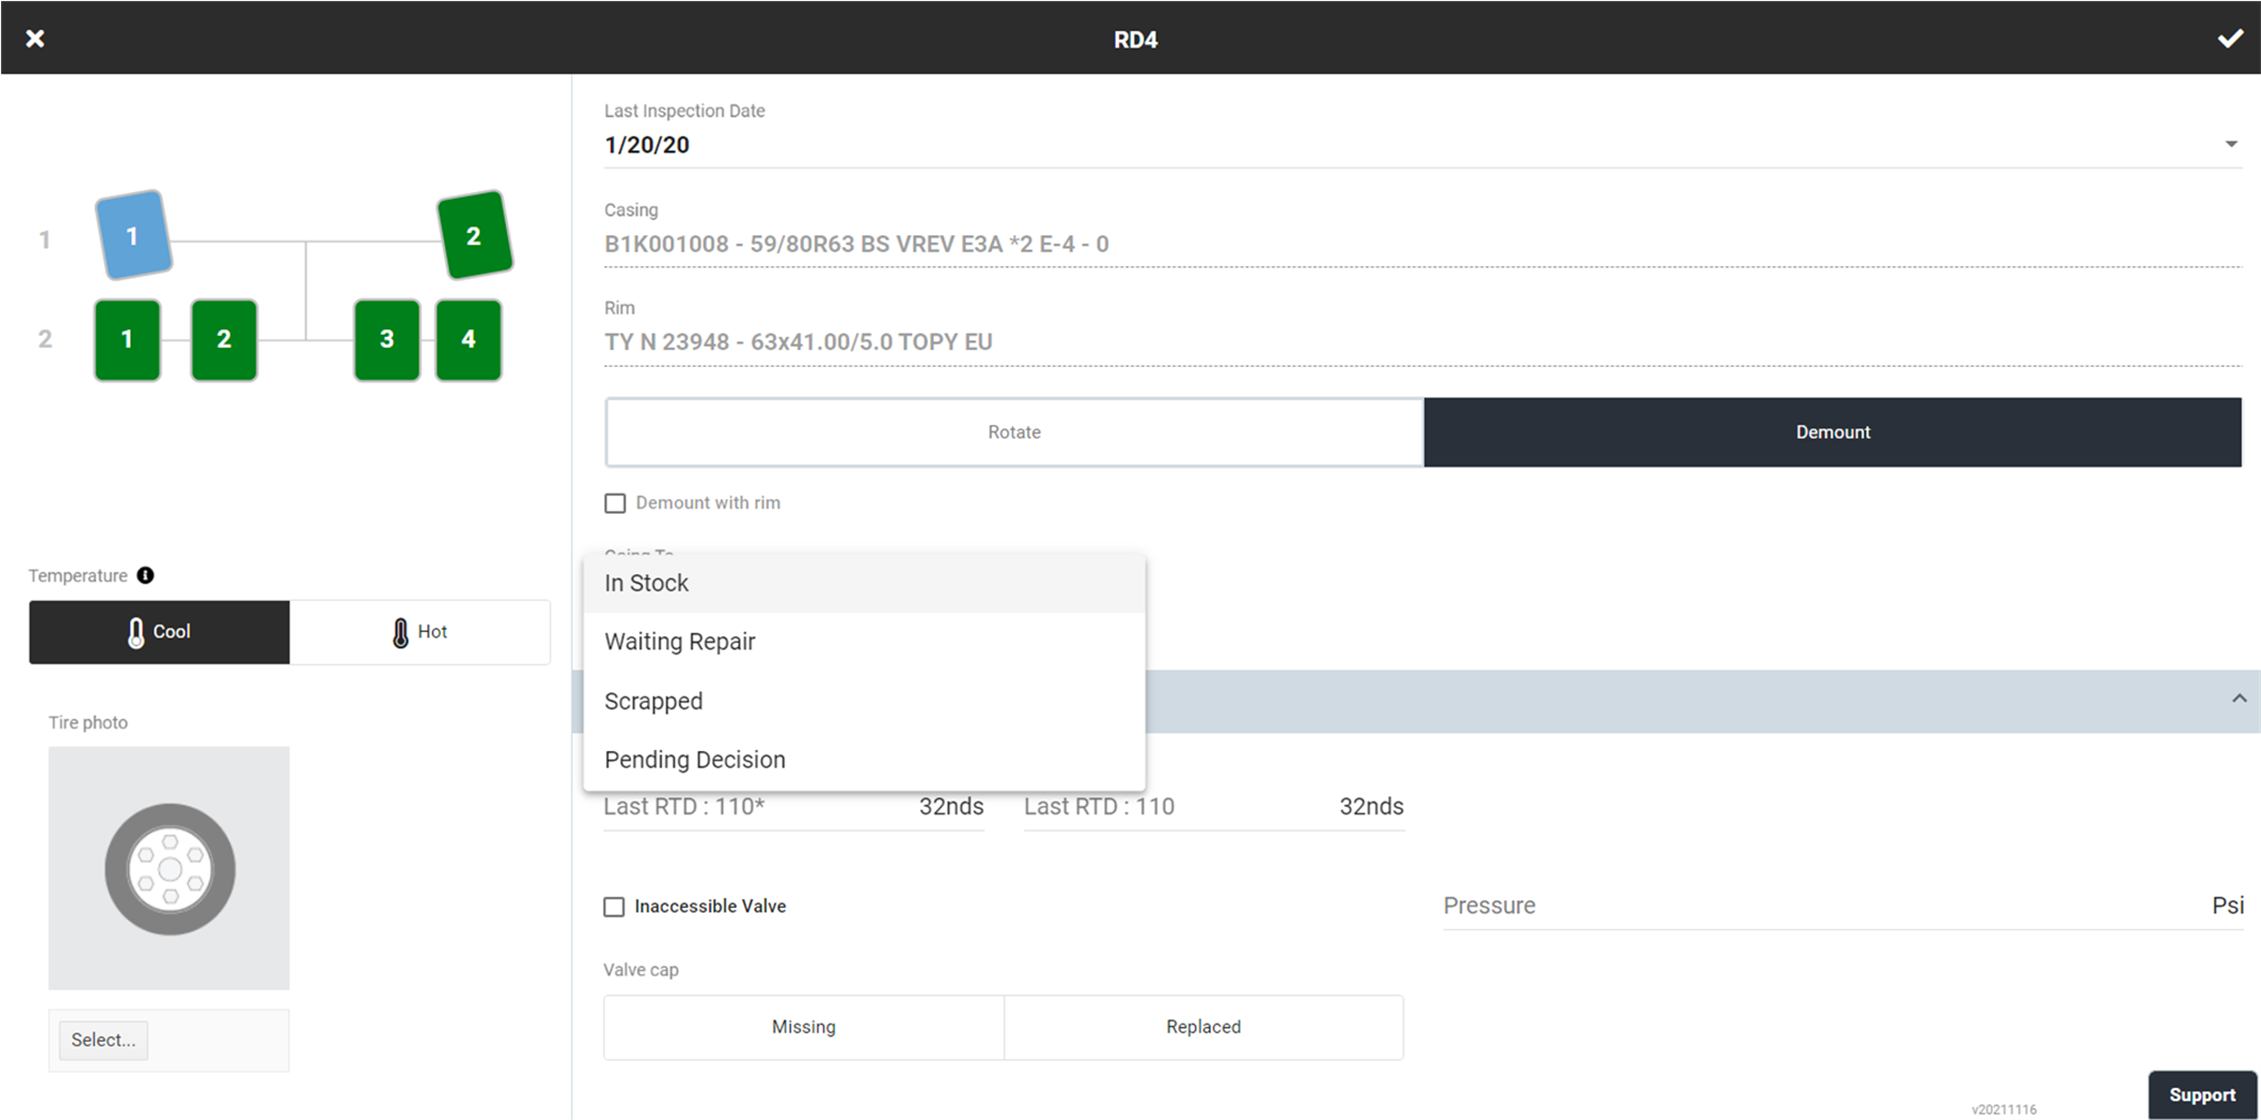 RD4
Last Inspection Date
1/20/20
1 1 2
2 1 2 3 4
Casing
B1K001008 - 59/80R63 BS VREV E3A *2 E-4 - 0
Rim
TY N 23948 - 63x41.00/5.0 TOPY EU
Rotate Demount
Demount with rim
Going To
In Stock
Waiting Repair
Scrapped
Pending Decision
Temperature
Cool Hot
Tire photo
Select...
Last RTD : 110* 32nds Last RTD : 110 32nds
Inaccessible Valve Pressure Psi
Valve cap
Missing Replaced
Support
v20211116